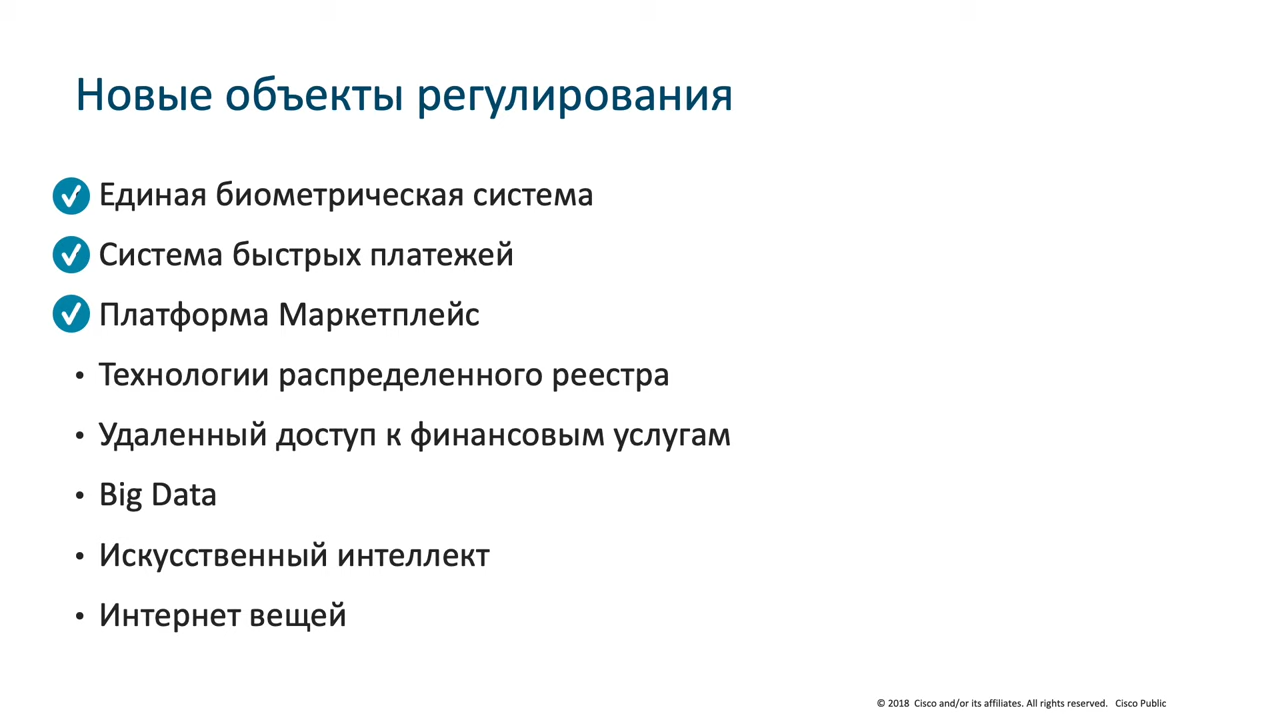 Новые объекты регулирования
Единая биометрическая система
Система быстрых платежей
Платформа Маркетплейс
• Технологии распределенного реестра
• Удаленный доступ к финансовым услугам
• Big Data
• Искусственный интеллект
• Интернет вещей
© 2018 Cisco and/or its affiliates. All rights reserved. Cisco Public